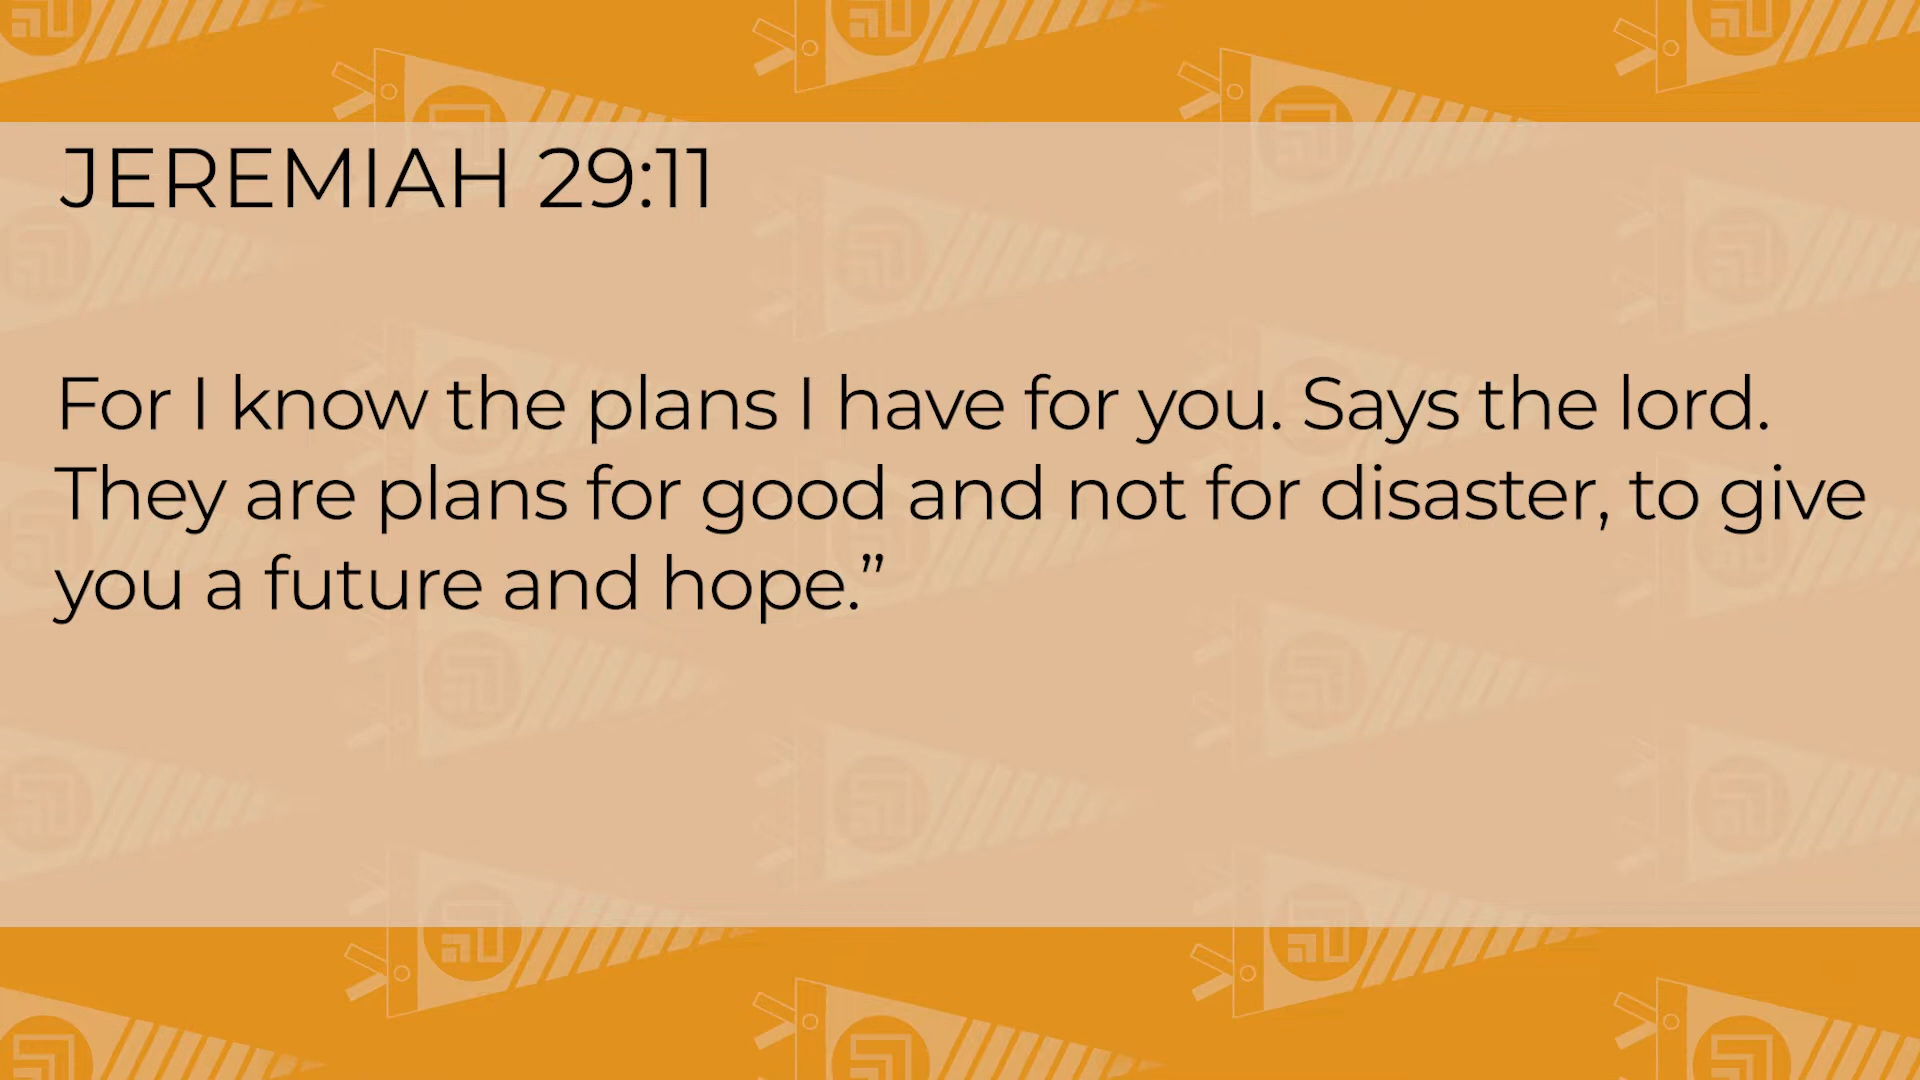 JEREMIAH 29:11
For I know the plans I have for you. Says the lord.
They are plans for good and not for disaster, to give
you a future and hope.”